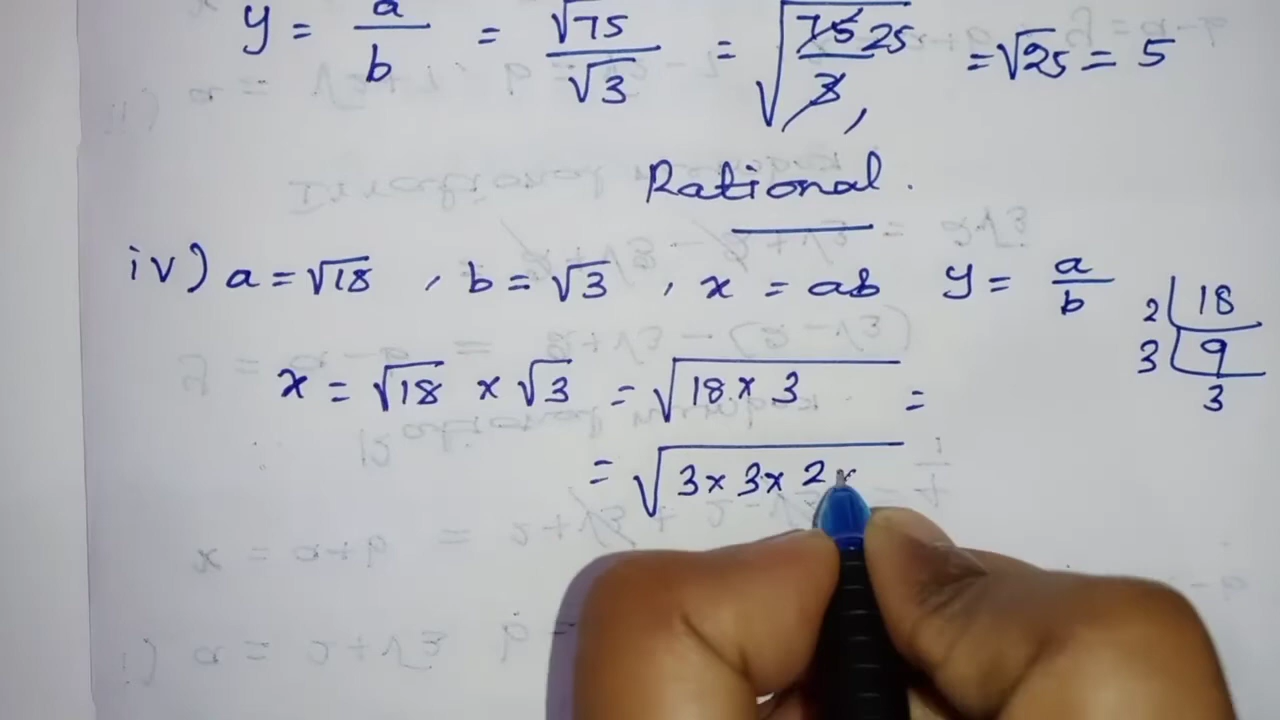 y = a/b = √75/√3 = √75/3 25 = √25 = 5
Rational.
iv) a = √18 , b = √3 , x = ab y = a/b
2 | 18
3 | 9
3
x = √18 × √3 = √18 × 3 =
= √3 × 3 × 2 ×